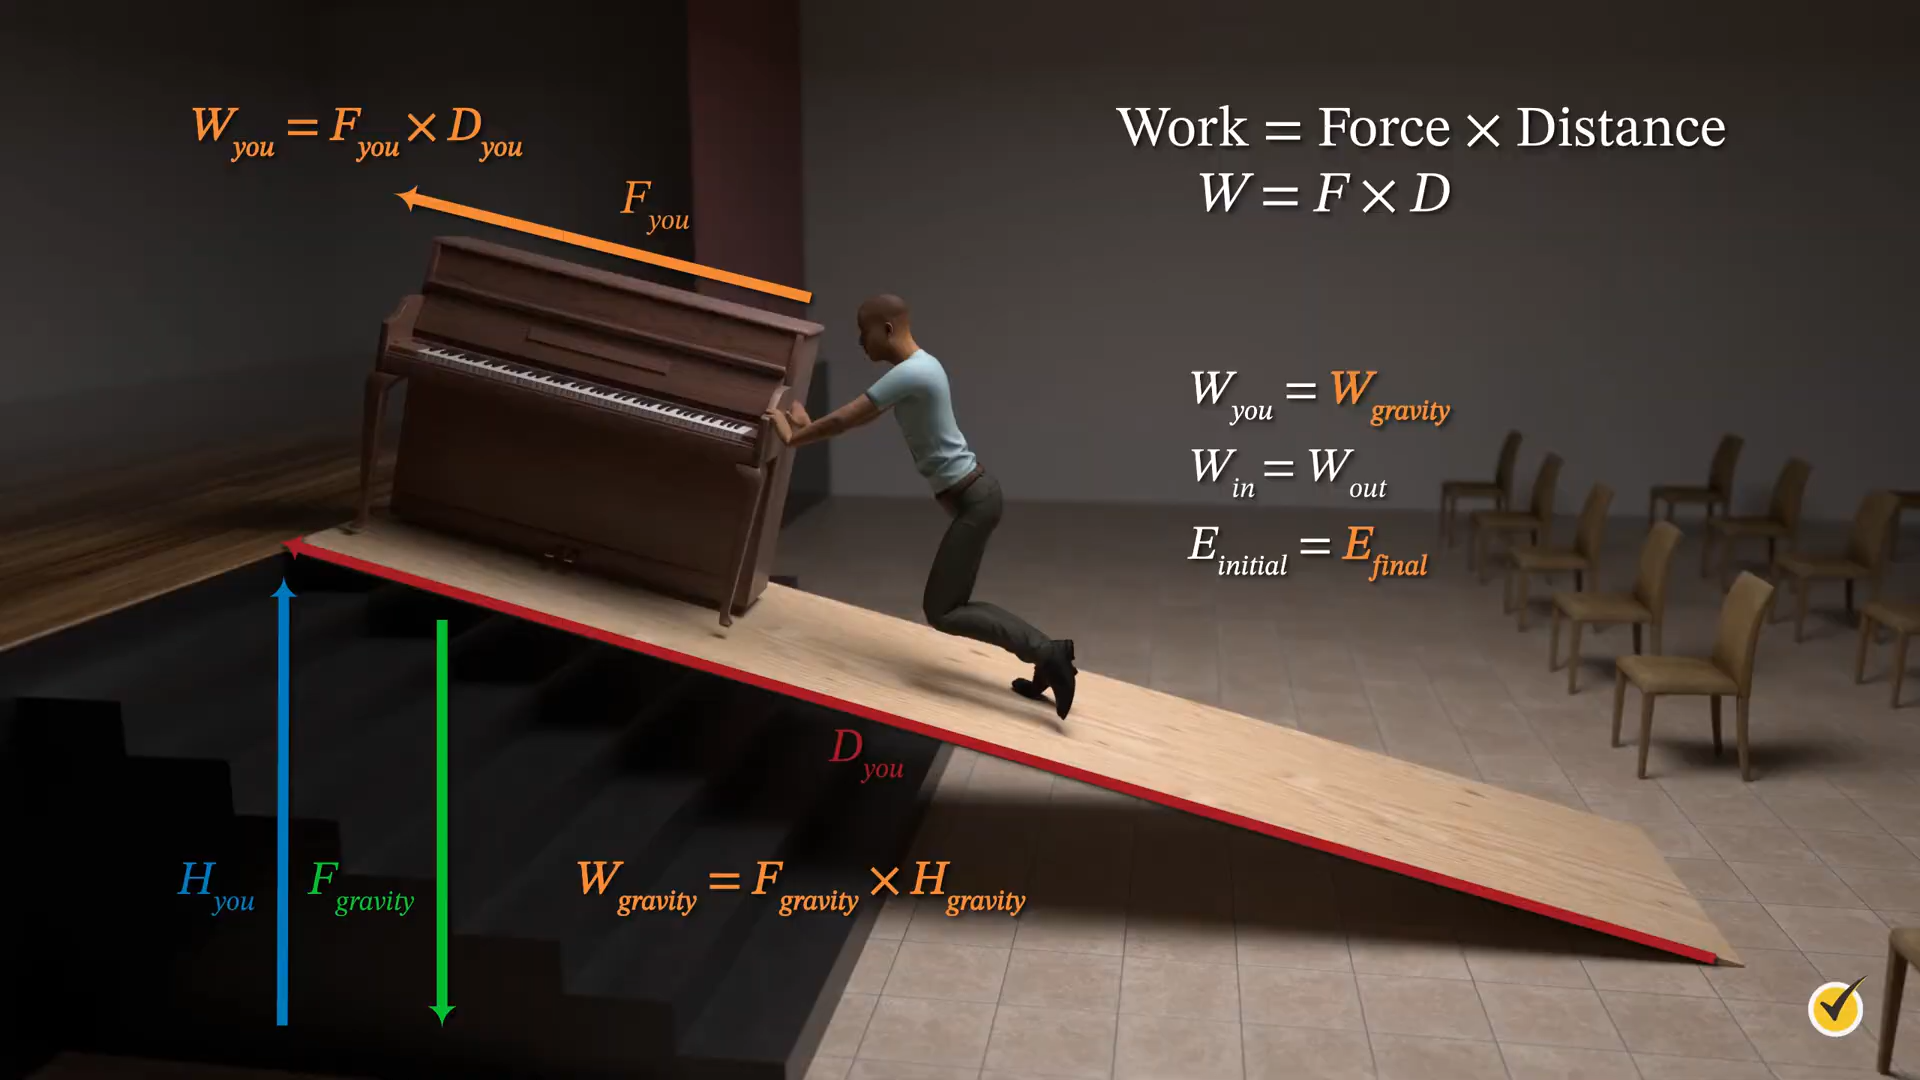 W_you = F_you × D_you
Work = Force × Distance
W = F × D
F_you
W_you = W_gravity
W_in = W_out
E_initial = E_final
D_you
H_you
F_gravity
W_gravity = F_gravity × H_gravity